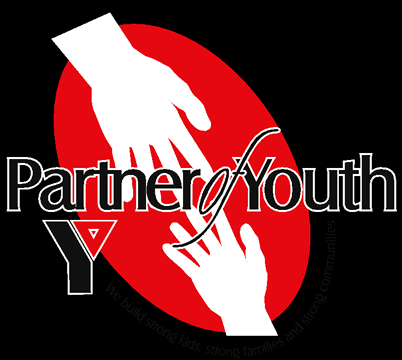 Partner of Youth
Y
We build strong kids, strong families and strong communities